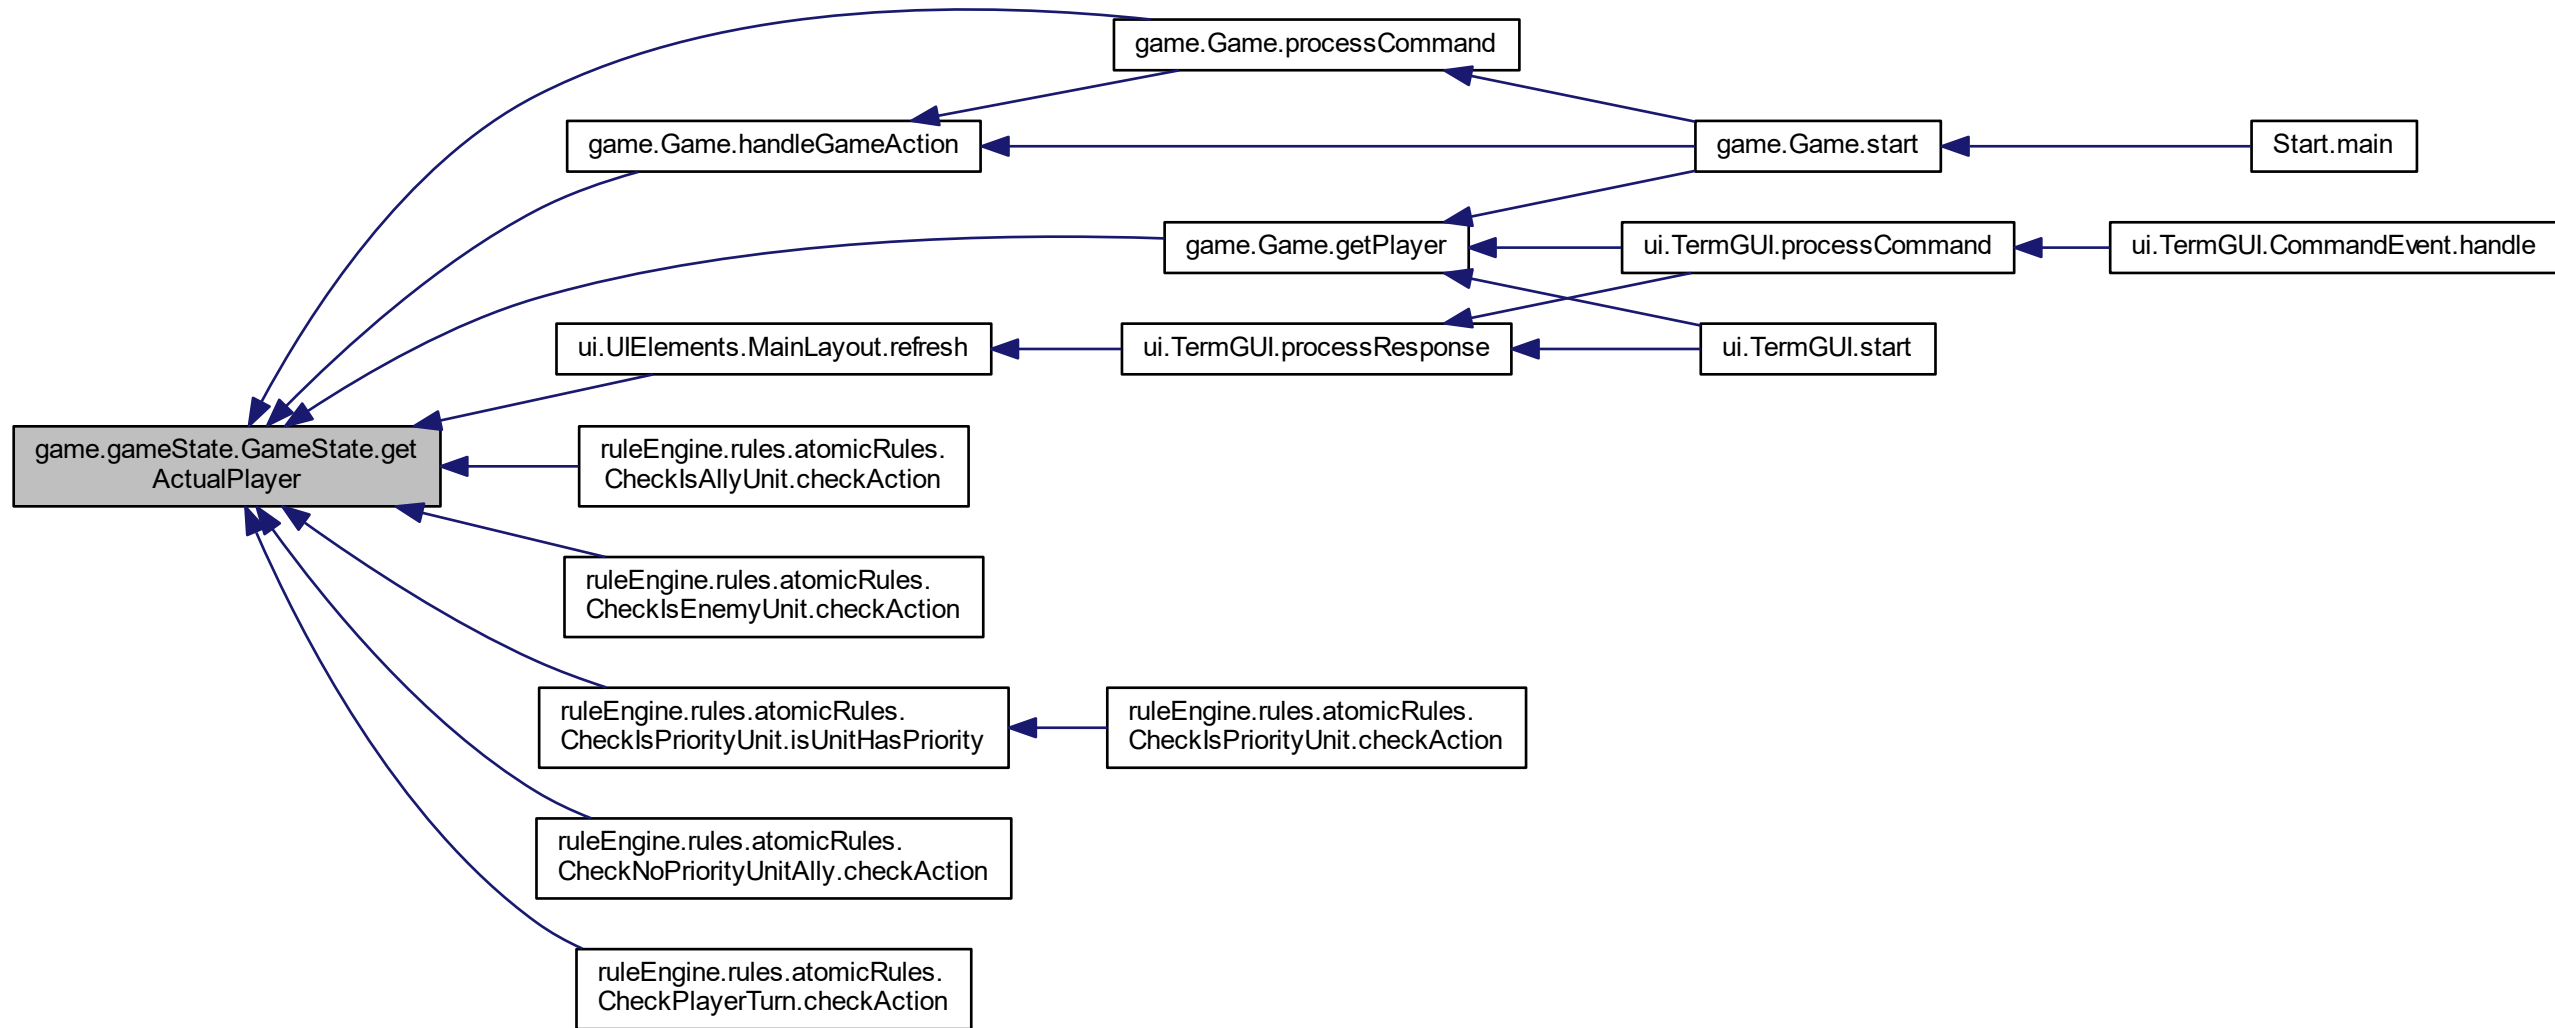 game.Game.processCommand
game.Game.handleGameAction
game.Game.start
Start.main
game.Game.getPlayer
ui.TermGUI.processCommand
ui.TermGUI.CommandEvent.handle
ui.UIElements.MainLayout.refresh
ui.TermGUI.processResponse
ui.TermGUI.start
game.gameState.GameState.get
ActualPlayer
ruleEngine.rules.atomicRules.
CheckIsAllyUnit.checkAction
ruleEngine.rules.atomicRules.
CheckIsEnemyUnit.checkAction
ruleEngine.rules.atomicRules.
CheckIsPriorityUnit.isUnitHasPriority
ruleEngine.rules.atomicRules.
CheckIsPriorityUnit.checkAction
ruleEngine.rules.atomicRules.
CheckNoPriorityUnitAlly.checkAction
ruleEngine.rules.atomicRules.
CheckPlayerTurn.checkAction